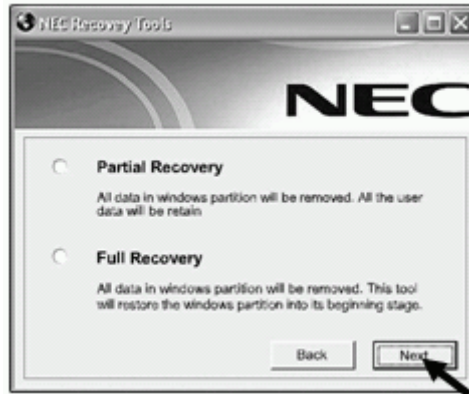 NEC Recovery Tools
NEC
Partial Recovery
All data in windows partition will be removed. All the user
data will be retain
Full Recovery
All data in windows partition will be removed. This tool
will restore the windows partition into its beginning stage.
Back
Next